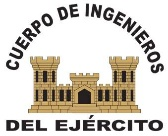 CUERPO DE INGENIEROS
DEL EJÉRCITO